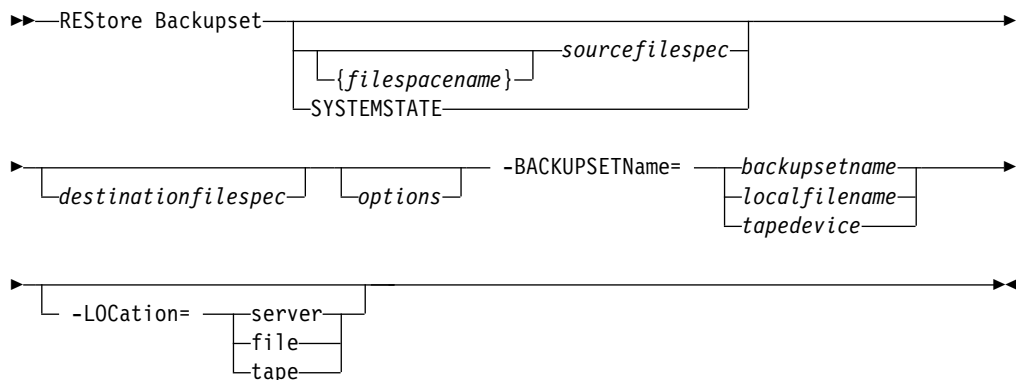 REStore Backupset
sourcefilespec
{filespacename}
SYSTEMSTATE
-BACKUPSETName= backupsetname
destinationfilespec options localfilename
tapedevice
-LOCation= server
file
tape